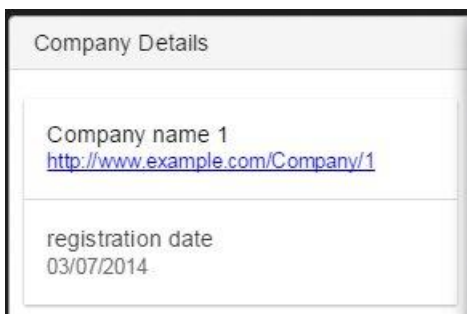 Company Details
Company name 1
http://www.example.com/Company/1
registration date
03/07/2014